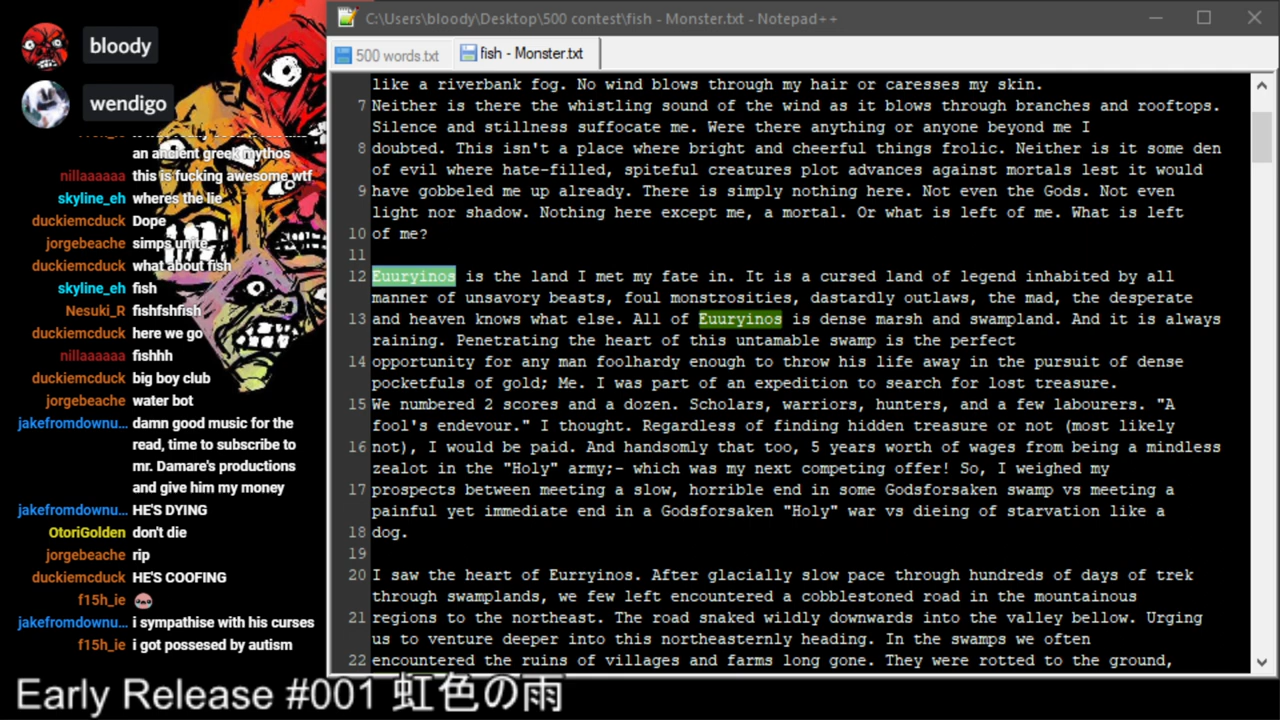 bloody
wendigo
an ancient greek mythos
nillaaaaaa this is fucking awesome wtf
skyline_eh wheres the lie
duckiemcduck Dope
jorgebeache simps unite
duckiemcduck what about fish
skyline_eh fish
Nesuki_R fishfshfish
duckiemcduck here we go
nillaaaaaa fishhh
duckiemcduck big boy club
jorgebeache water bot
jakefromdownu... damn good music for the
read, time to subscribe to
mr. Damare's productions
and give him my money
jakefromdownu... HE'S DYING
OtoriGolden don't die
jorgebeache rip
duckiemcduck HE'S COOFING
f15h_ie
jakefromdownu... i sympathise with his curses
f15h_ie i got possesed by autism
C:\Users\bloody\Desktop\500 contest\fish - Monster.txt - Notepad++
500 words.txt
fish - Monster.txt
like a riverbank fog. No wind blows through my hair or caresses my skin.
7 Neither is there the whistling sound of the wind as it blows through branches and rooftops.
Silence and stillness suffocate me. Were there anything or anyone beyond me I
8 doubted. This isn't a place where bright and cheerful things frolic. Neither is it some den
of evil where hate-filled, spiteful creatures plot advances against mortals lest it would
9 have gobbled me up already. There is simply nothing here. Not even the Gods. Not even
light nor shadow. Nothing here except me, a mortal. Or what is left of me. What is left
10 of me?
11
12 Euuryinos is the land I met my fate in. It is a cursed land of legend inhabited by all
manner of unsavory beasts, foul monstrosities, dastardly outlaws, the mad, the desperate
13 and heaven knows what else. All of Euuryinos is dense marsh and swampland. And it is always
raining. Penetrating the heart of this untamable swamp is the perfect
14 opportunity for any man foolhardy enough to throw his life away in the pursuit of dense
pocketfuls of gold; Me. I was part of an expedition to search for lost treasure.
15 We numbered 2 scores and a dozen. Scholars, warriors, hunters, and a few labourers. "A
fool's endevour." I thought. Regardless of finding hidden treasure or not (most likely
16 not), I would be paid. And handsomly that too, 5 years worth of wages from being a mindless
zealot in the "Holy" army;- which was my next competing offer! So, I weighed my
17 prospects between meeting a slow, horrible end in some Godsforsaken swamp vs meeting a
painful yet immediate end in a Godsforsaken "Holy" war vs dieing of starvation like a
18 dog.
19
20 I saw the heart of Eurryinos. After glacially slow pace through hundreds of days of trek
through swamplands, we few left encountered a cobblestoned road in the mountainous
21 regions to the northeast. The road snaked wildly downwards into the valley bellow. Urging
us to venture deeper into this northeasternly heading. In the swamps we often
22 encountered the ruins of villages and farms long gone. They were rotted to the ground,
Early Release #001 虹色の雨